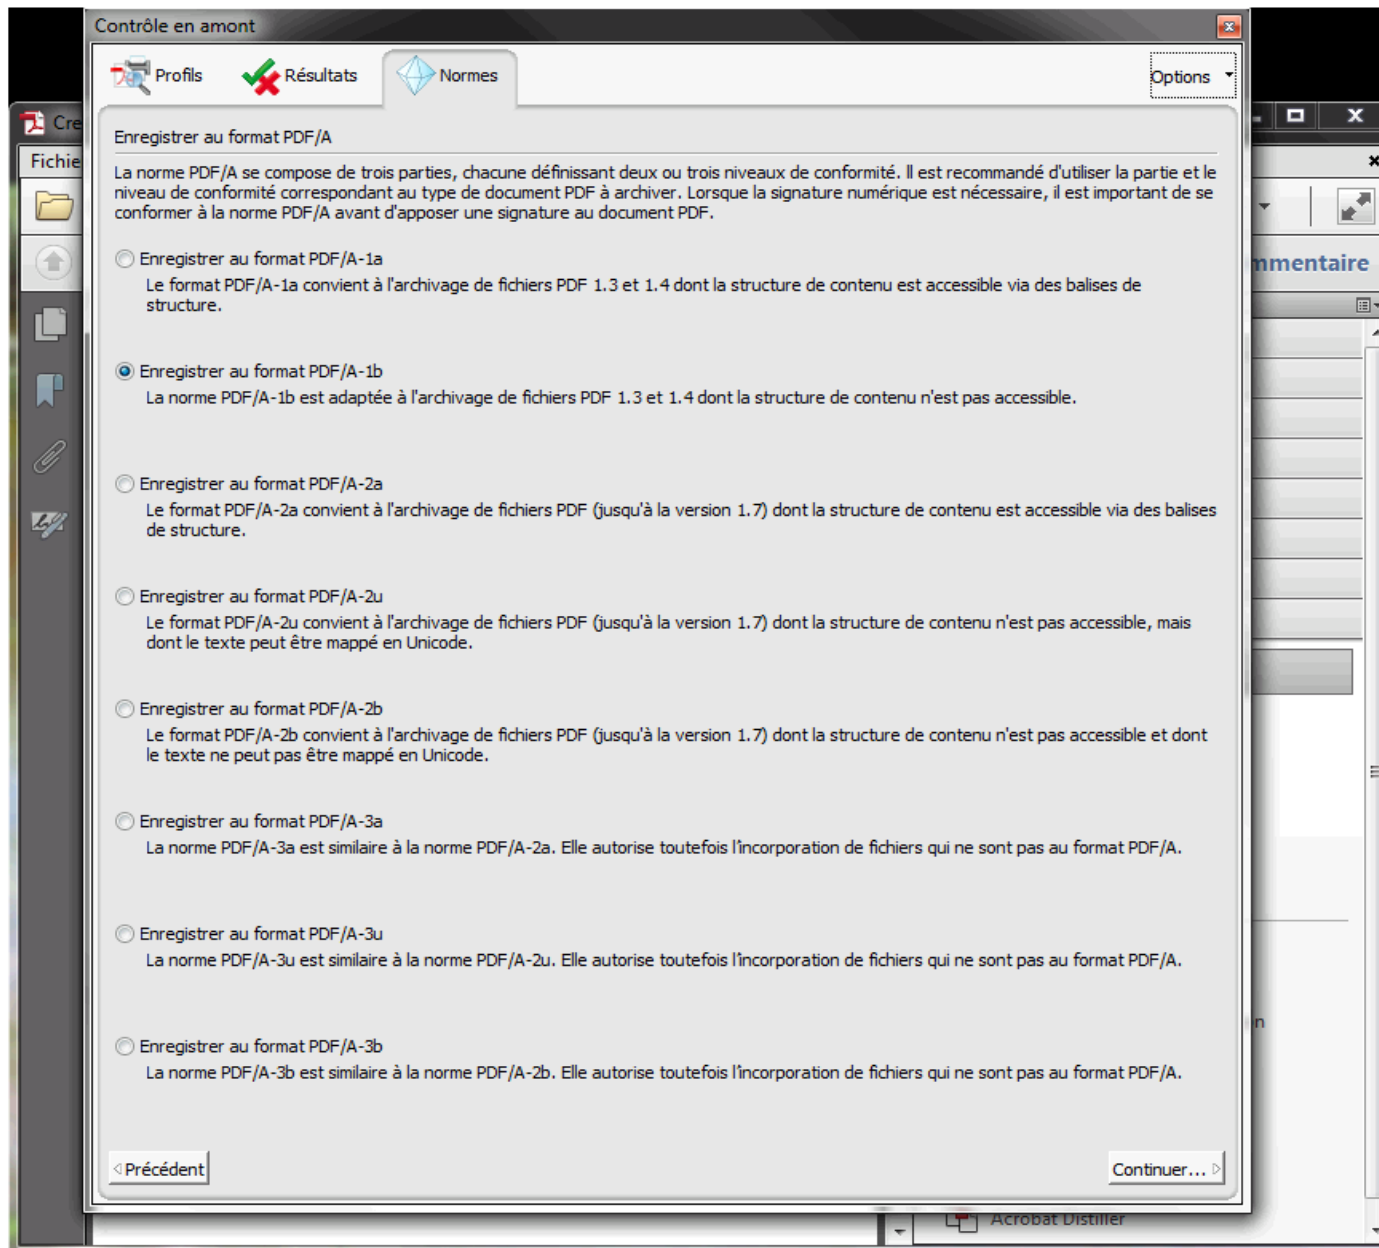 Contrôle en amont
Profils
Résultats
Normes
Options
Cre
Fichie
Enregistrer au format PDF/A
La norme PDF/A se compose de trois parties, chacune définissant deux ou trois niveaux de conformité. Il est recommandé d'utiliser la partie et le
niveau de conformité correspondant au type de document PDF à archiver. Lorsque la signature numérique est nécessaire, il est important de se
conformer à la norme PDF/A avant d'apposer une signature au document PDF.
mmentaire
Enregistrer au format PDF/A-1a
Le format PDF/A-1a convient à l'archivage de fichiers PDF 1.3 et 1.4 dont la structure de contenu est accessible via des balises de
structure.
Enregistrer au format PDF/A-1b
La norme PDF/A-1b est adaptée à l'archivage de fichiers PDF 1.3 et 1.4 dont la structure de contenu n'est pas accessible.
Enregistrer au format PDF/A-2a
Le format PDF/A-2a convient à l'archivage de fichiers PDF (jusqu'à la version 1.7) dont la structure de contenu est accessible via des balises
de structure.
Enregistrer au format PDF/A-2u
Le format PDF/A-2u convient à l'archivage de fichiers PDF (jusqu'à la version 1.7) dont la structure de contenu n'est pas accessible, mais
dont le texte peut être mappé en Unicode.
Enregistrer au format PDF/A-2b
Le format PDF/A-2b convient à l'archivage de fichiers PDF (jusqu'à la version 1.7) dont la structure de contenu n'est pas accessible et dont
le texte ne peut pas être mappé en Unicode.
Enregistrer au format PDF/A-3a
La norme PDF/A-3a est similaire à la norme PDF/A-2a. Elle autorise toutefois l'incorporation de fichiers qui ne sont pas au format PDF/A.
Enregistrer au format PDF/A-3u
La norme PDF/A-3u est similaire à la norme PDF/A-2u. Elle autorise toutefois l'incorporation de fichiers qui ne sont pas au format PDF/A.
n
Enregistrer au format PDF/A-3b
La norme PDF/A-3b est similaire à la norme PDF/A-2b. Elle autorise toutefois l'incorporation de fichiers qui ne sont pas au format PDF/A.
Précédent
Continuer...
Acrobat Distiller